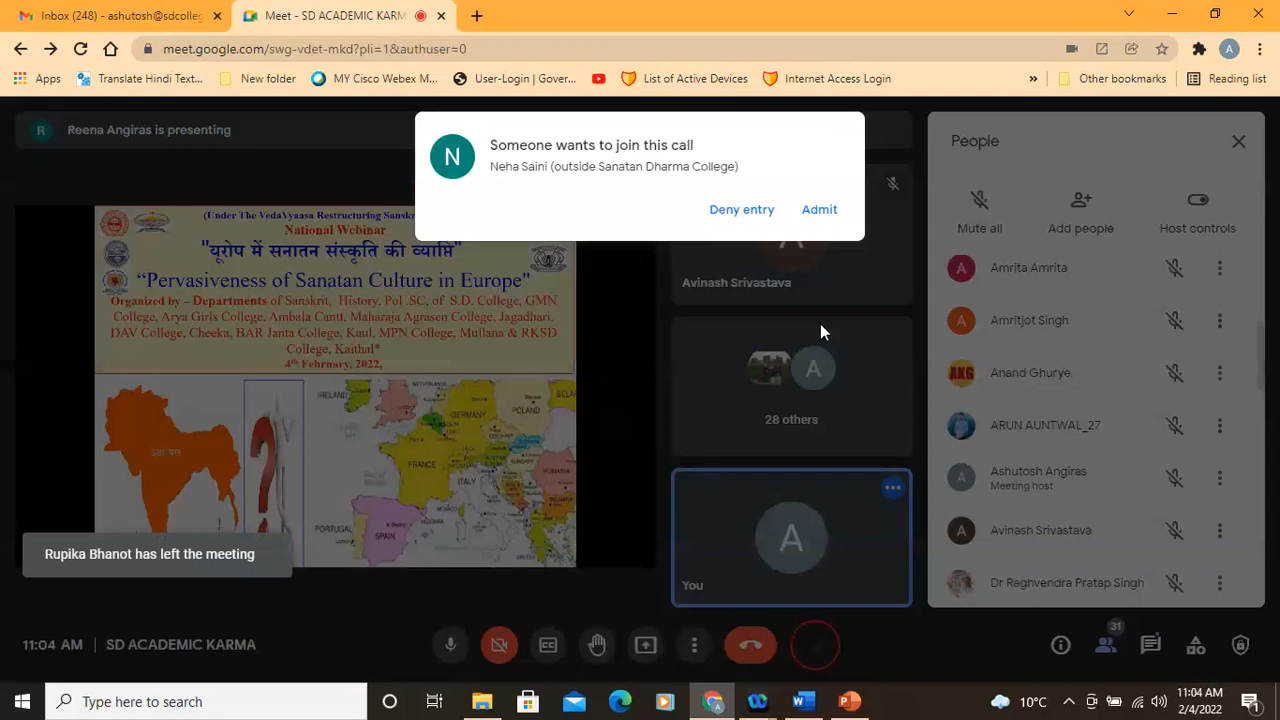 Inbox (248) - ashutosh@sdcolleg
Meet - SD ACADEMIC KARMA
meet.google.com/swg-vdet-mkd?pli=1&authuser=0
Apps
Translate Hindi Text...
New folder
MY Cisco Webex M...
User-Login | Gover...
List of Active Devices
Internet Access Login
»
Other bookmarks
Reading list
R
Reena Angiras is presenting
N
Someone wants to join this call
Neha Saini (outside Sanatan Dharma College)
Deny entry
Admit
(Under The VedaVyaasa Restructuring Sanskri
National Webinar
"यूरोप में सनातन संस्कृति की व्याप्ति"
“Pervasiveness of Sanatan Culture in Europe”
Organized by – Departments of Sanskrit, History, Pol .SC, of S.D. College, GMN
College, Arya Girls College, Ambala Cantt, Maharaja Agrasen College, Jagadhari,
DAV College, Cheeka, BAR Janta College, Kaul, MPN College, Mullana & RKSD
College, Kaithal*
4th February, 2022,
?
IRELAND
GERMANY
POLAND
FRANCE
ITALY
ROMANIA
PORTUGAL
SPAIN
Rupika Bhanot has left the meeting
Avinash Srivastava
A
28 others
A
You
People
Mute all
Add people
Host controls
A
Amrita Amrita
A
Amritjot Singh
AKG
Anand Ghurye
ARUN AUNTWAL_27
A
Ashutosh Angiras
Meeting host
A
Avinash Srivastava
Dr Raghvendra Pratap Singh
11:04 AM | SD ACADEMIC KARMA
31
Type here to search
10°C
11:04 AM
2/4/2022
1